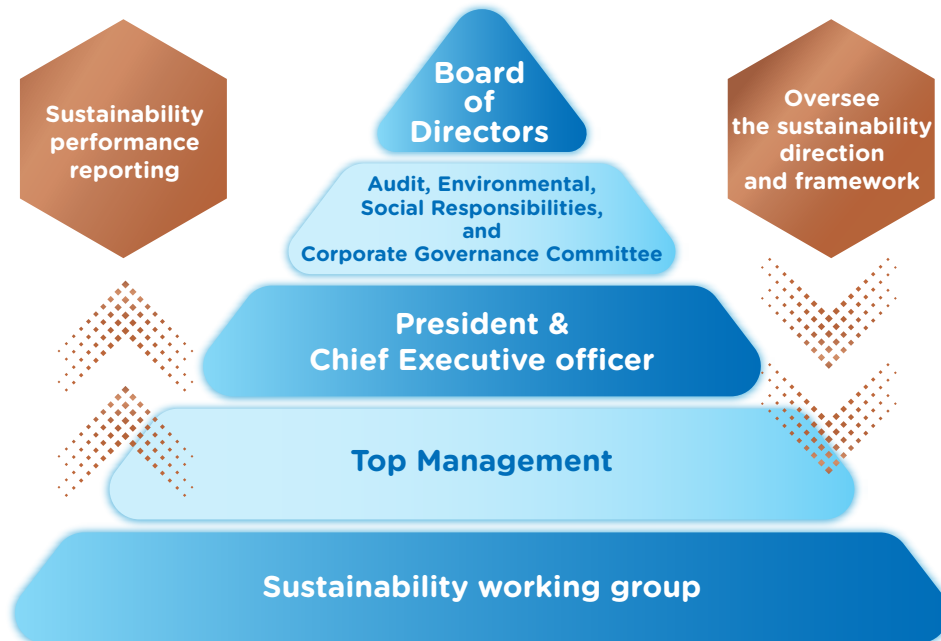 Board
of
Directors
Sustainability
performance
reporting
Oversee
the sustainability
direction
and framework
Audit, Environmental,
Social Responsibilities,
and
Corporate Governance Committee
President &
Chief Executive officer
Top Management
Sustainability working group